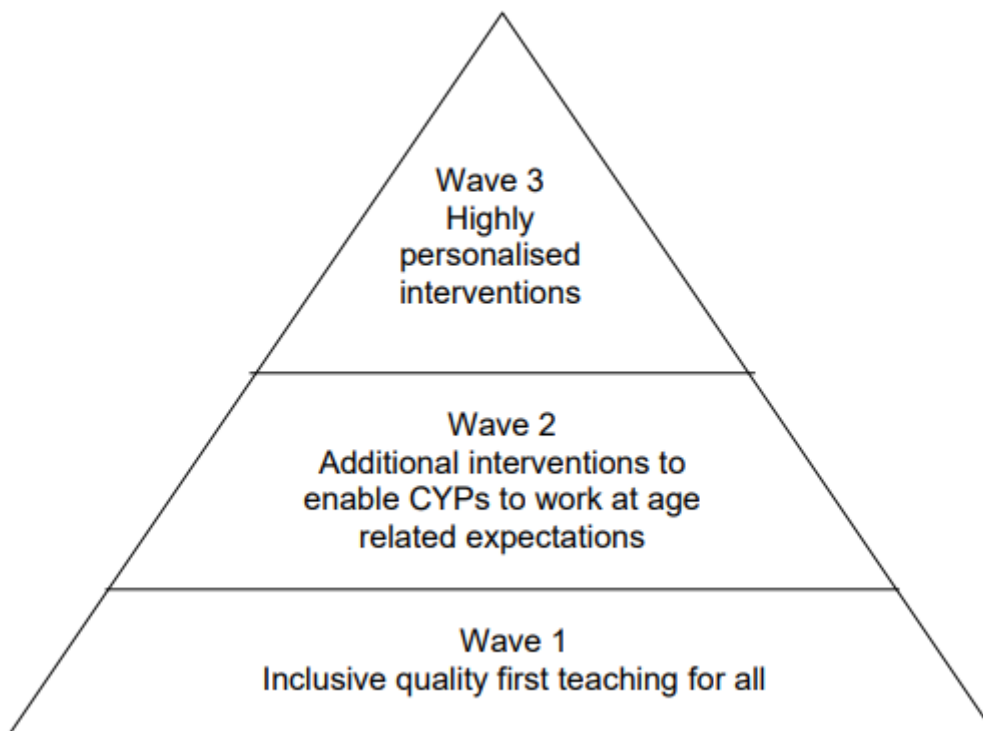 Wave 3
Highly
personalised
interventions
Wave 2
Additional interventions to
enable CYPs to work at age
related expectations
Wave 1
Inclusive quality first teaching for all